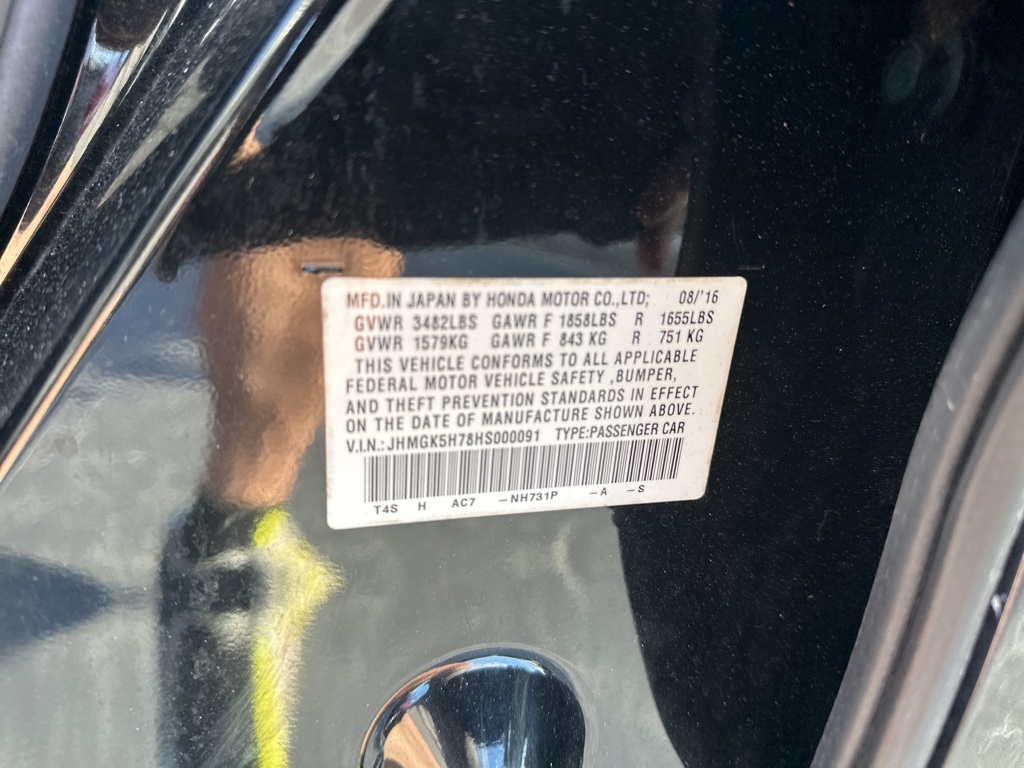 MFD.IN JAPAN BY HONDA MOTOR CO.,LTD; 08/'16
GVWR 3482LBS GAWR F 1858LBS R 1655LBS
GVWR 1579KG GAWR F 843 KG R 751 KG
THIS VEHICLE CONFORMS TO ALL APPLICABLE
FEDERAL MOTOR VEHICLE SAFETY ,BUMPER,
AND THEFT PREVENTION STANDARDS IN EFFECT
ON THE DATE OF MANUFACTURE SHOWN ABOVE.
V.I.N.:JHMGK5H78HS000091 TYPE:PASSENGER CAR
T4S H AC7 –NH731P –A –S